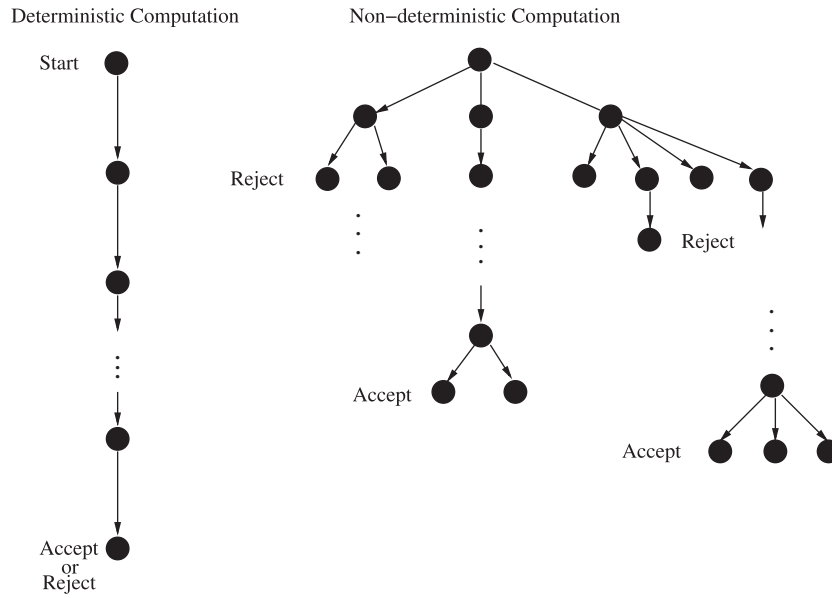 Deterministic Computation
Non−deterministic Computation
Start
Reject
Reject
Accept
Accept
Accept
or
Reject